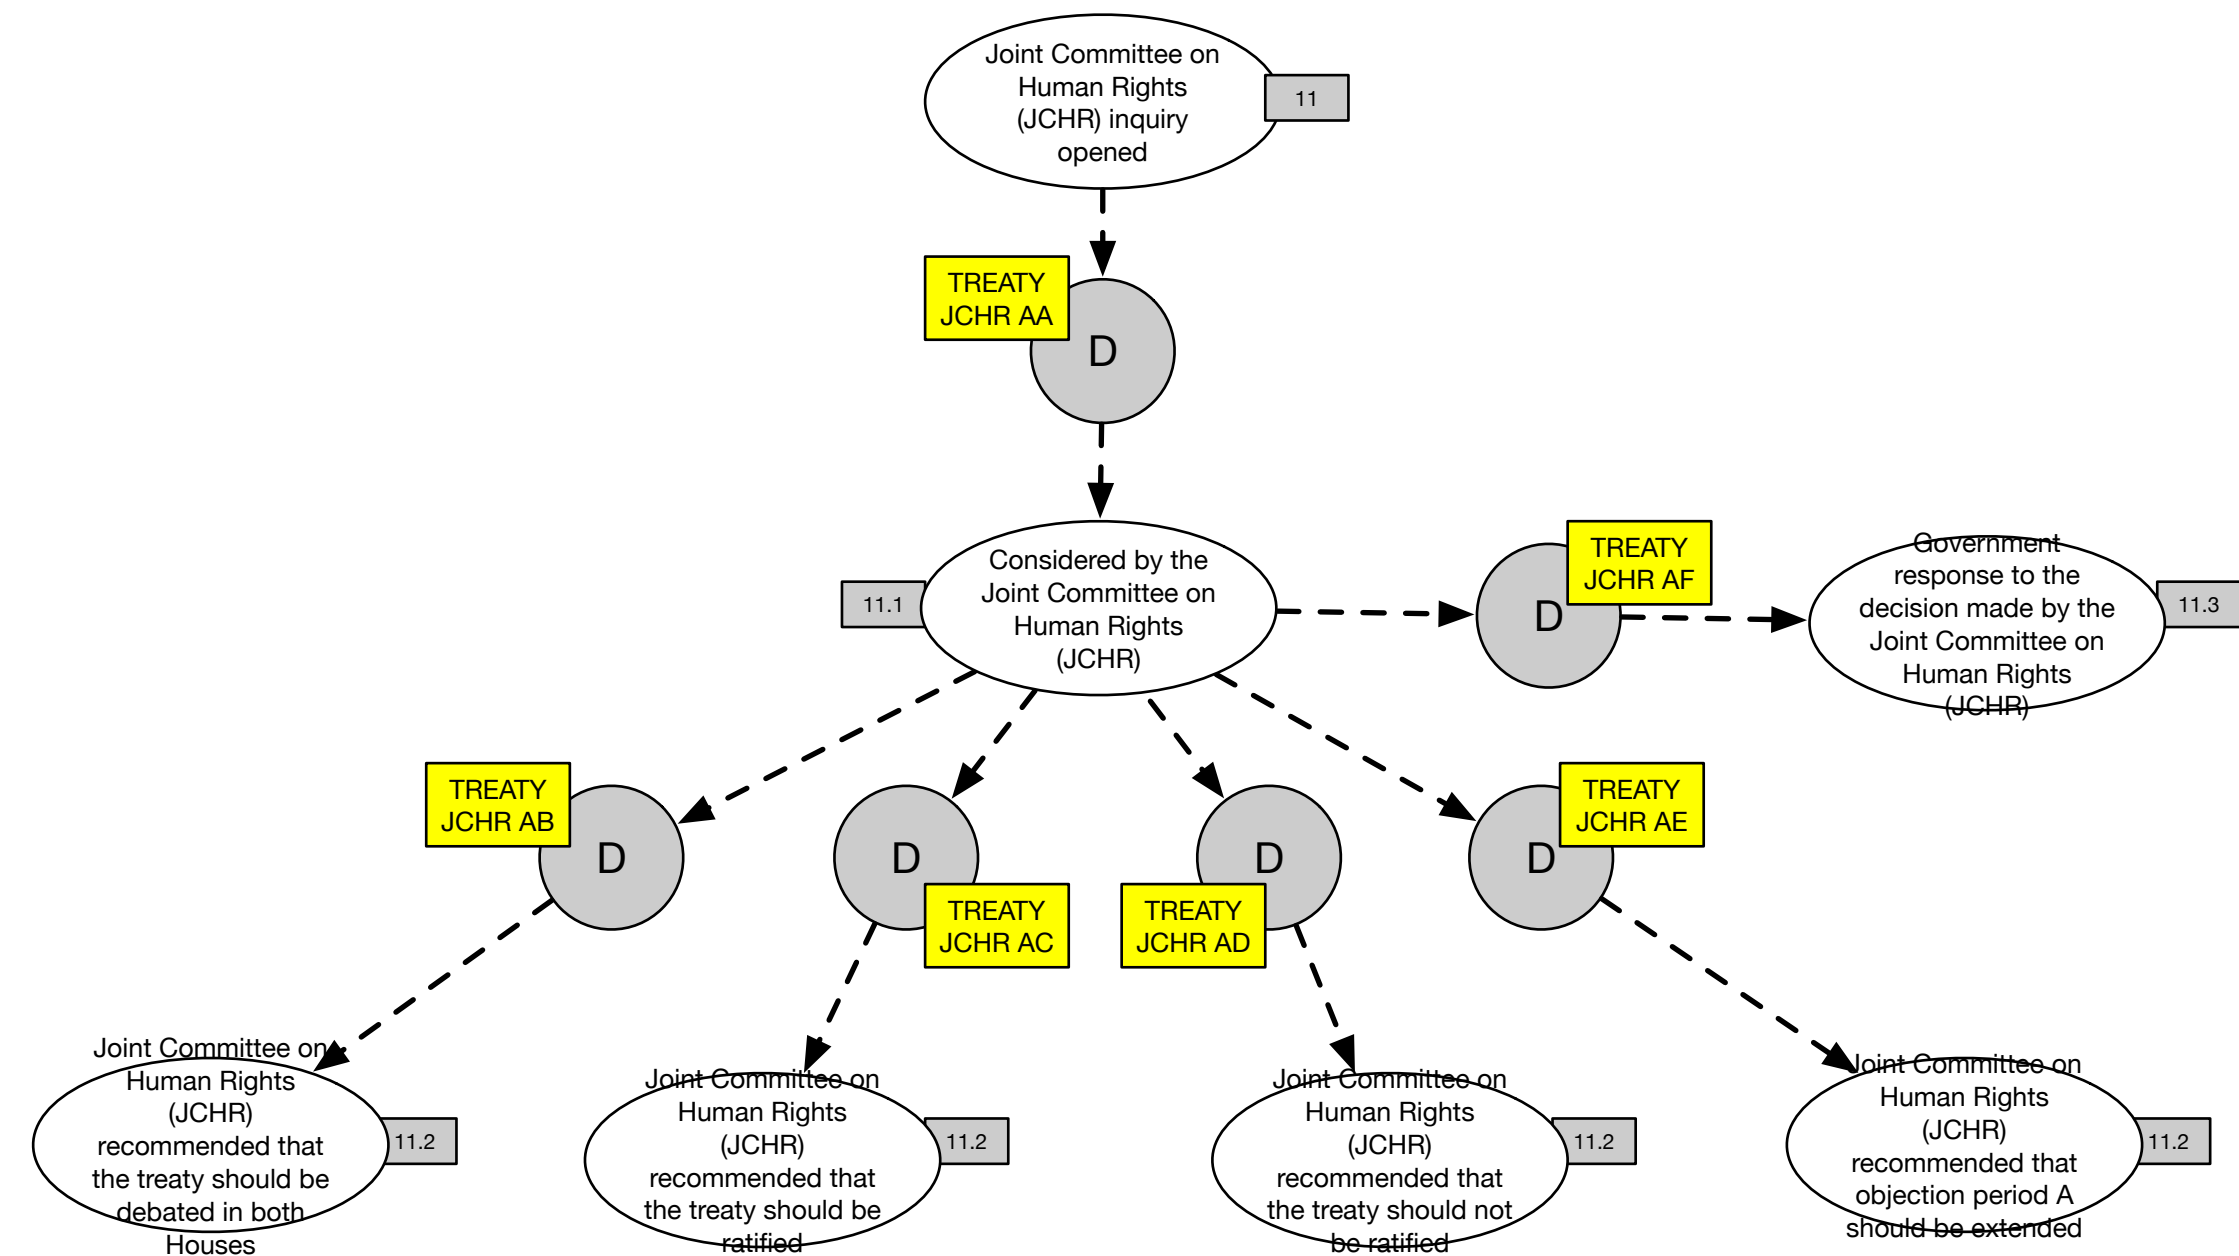 Joint Committee on
Human Rights
(JCHR) inquiry
opened
11
TREATY
JCHR AA
D
Considered by the
Joint Committee on
Human Rights
(JCHR)
11.1
D
TREATY
JCHR AF
Government
response to the
decision made by the
Joint Committee on
Human Rights
(JCHR)
11.3
TREATY
JCHR AB
D
D
TREATY
JCHR AC
D
TREATY
JCHR AD
D
TREATY
JCHR AE
Joint Committee on
Human Rights
(JCHR)
recommended that
the treaty should be
debated in both
Houses
11.2
Joint Committee on
Human Rights
(JCHR)
recommended that
the treaty should be
ratified
11.2
Joint Committee on
Human Rights
(JCHR)
recommended that
the treaty should not
be ratified
11.2
Joint Committee on
Human Rights
(JCHR)
recommended that
objection period A
should be extended
11.2